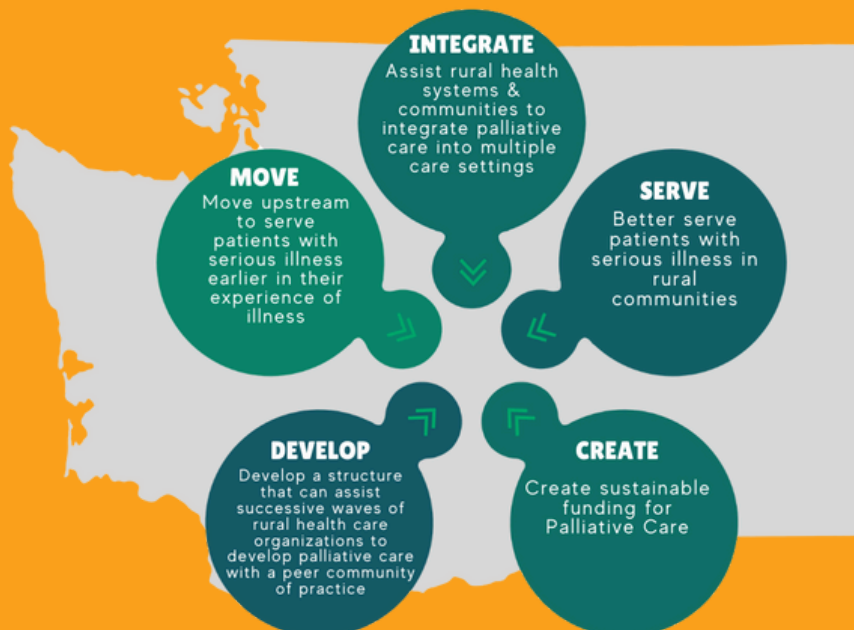 INTEGRATE
Assist rural health
systems &
communities to
integrate palliative
care into multiple
care settings
MOVE
Move upstream
to serve
patients with
serious illness
earlier in their
experience of
illness
SERVE
Better serve
patients with
serious illness in
rural
communities
DEVELOP
Develop a structure
that can assist
successive waves of
rural health care
organizations to
develop palliative care
with a peer community
of practice
CREATE
Create sustainable
funding for
Palliative Care